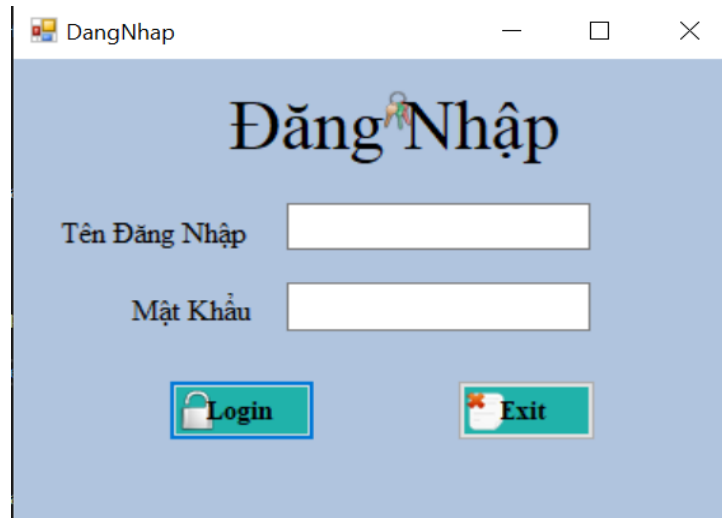 DangNhap
Đăng Nhập
Tên Đăng Nhập
Mật Khẩu
Login Exit